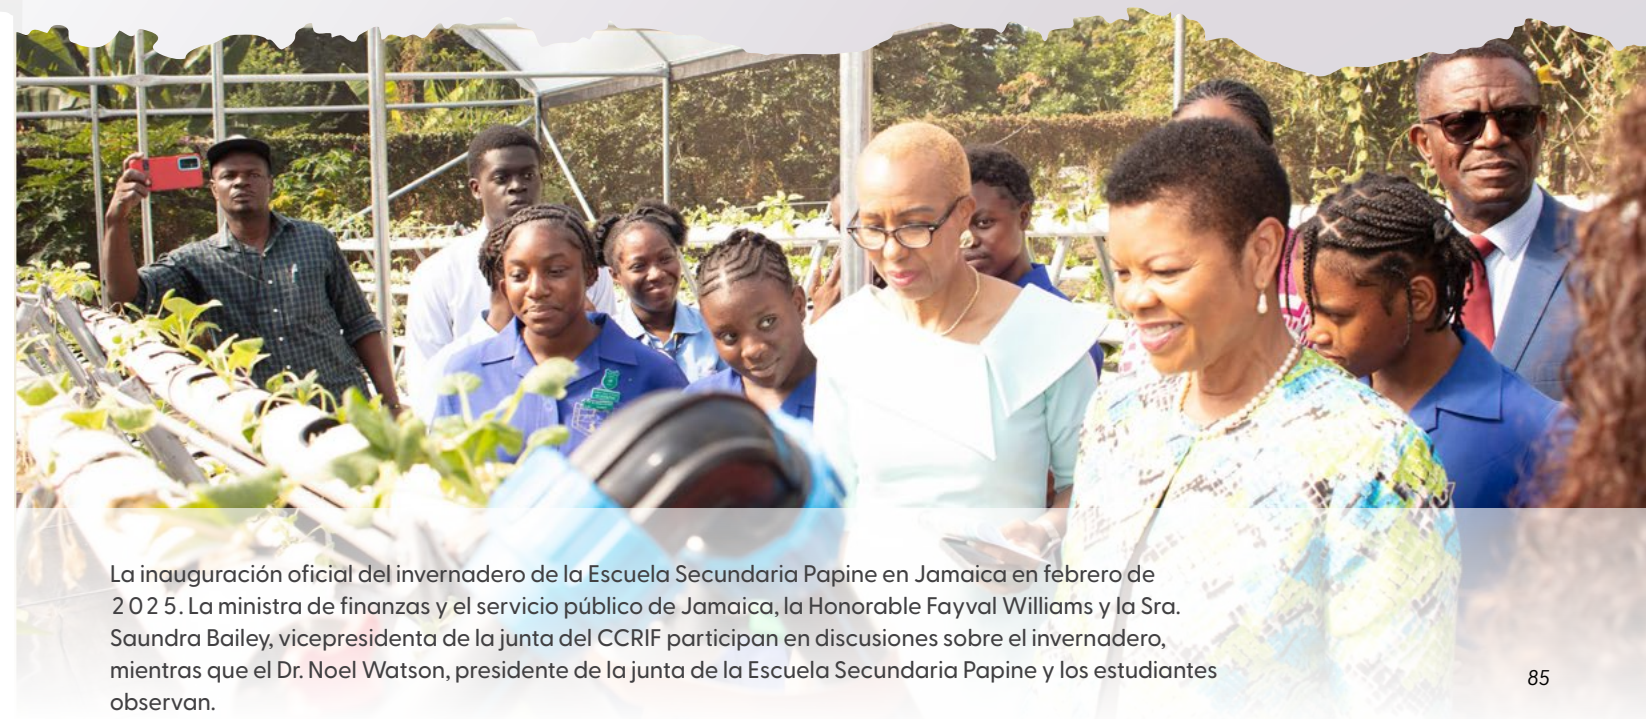 La inauguración oficial del invernadero de la Escuela Secundaria Papine en Jamaica en febrero de
2025. La ministra de finanzas y el servicio público de Jamaica, la Honorable Fayval Williams y la Sra.
Saundra Bailey, vicepresidenta de la junta del CCRIF participan en discusiones sobre el invernadero,
mientras que el Dr. Noel Watson, presidente de la junta de la Escuela Secundaria Papine y los estudiantes
observan.
85